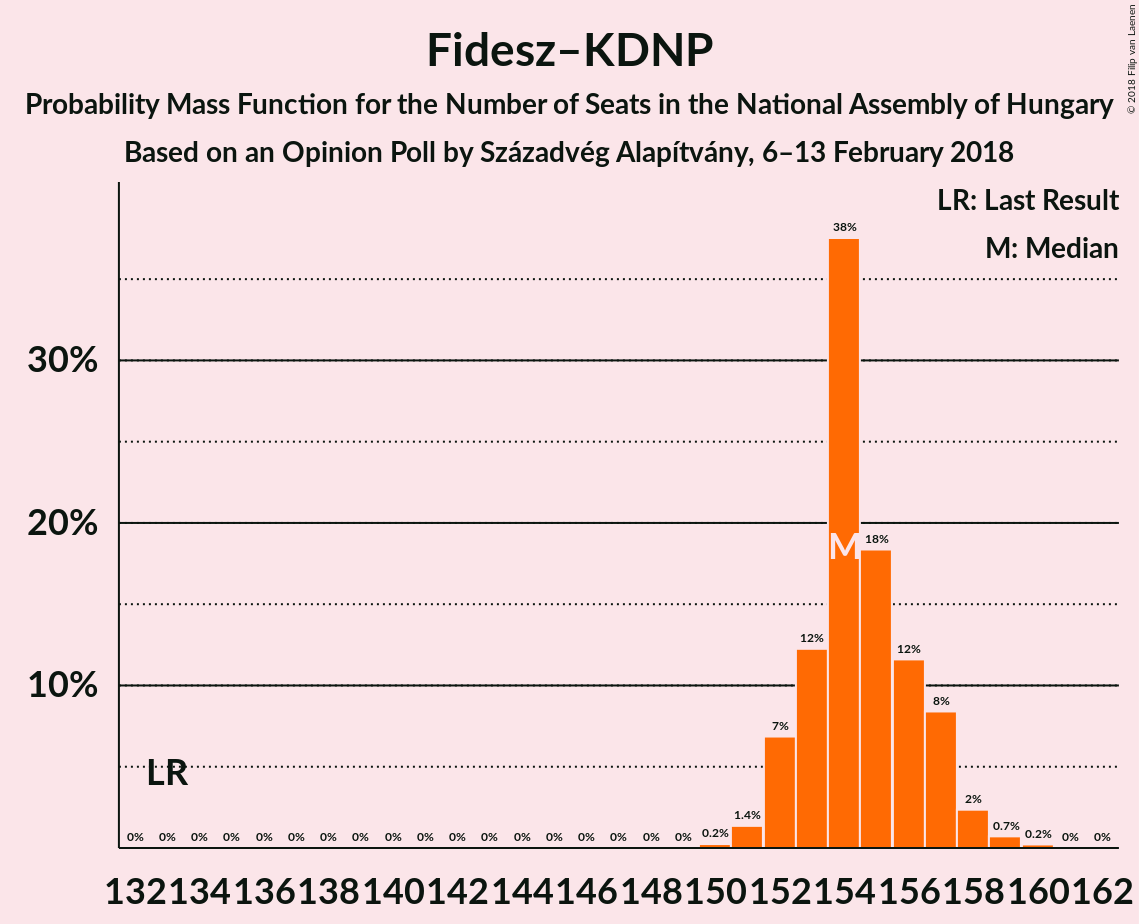 Fidesz–KDNP
Probability Mass Function for the Number of Seats in the National Assembly of Hungary
Based on an Opinion Poll by Századvég Alapítvány, 6–13 February 2018
© 2018 Filip van Laenen
LR: Last Result
M: Median
30%
20%
10%
LR
M
0% 0% 0% 0% 0% 0% 0% 0% 0% 0% 0% 0% 0% 0% 0% 0% 0% 0% 0.2% 1.4% 7% 12% 38% 18% 12% 8% 2% 0.7% 0.2% 0% 0%
132 134 136 138 140 142 144 146 148 150 152 154 156 158 160 162